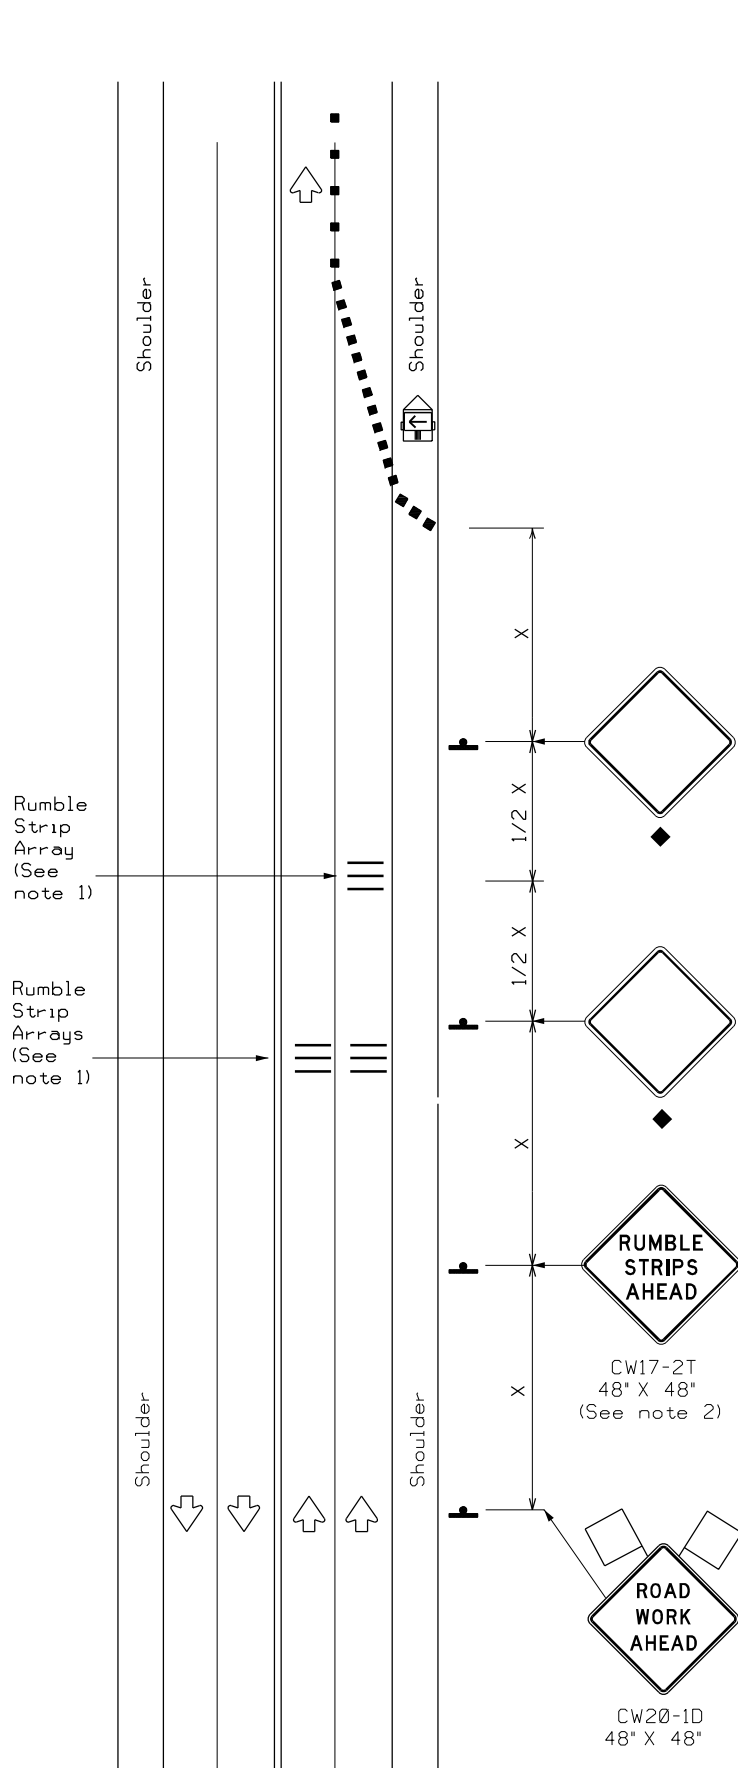 Shoulder
Shoulder
X
1/2 X
Rumble
Strip
Array
(See
note 1)
1/2 X
Rumble
Strip
Arrays
(See
note 1)
X
RUMBLE
STRIPS
AHEAD
CW17-2T
48" X 48"
(See note 2)
X
Shoulder
Shoulder
ROAD
WORK
AHEAD
CW20-1D
48" X 48"